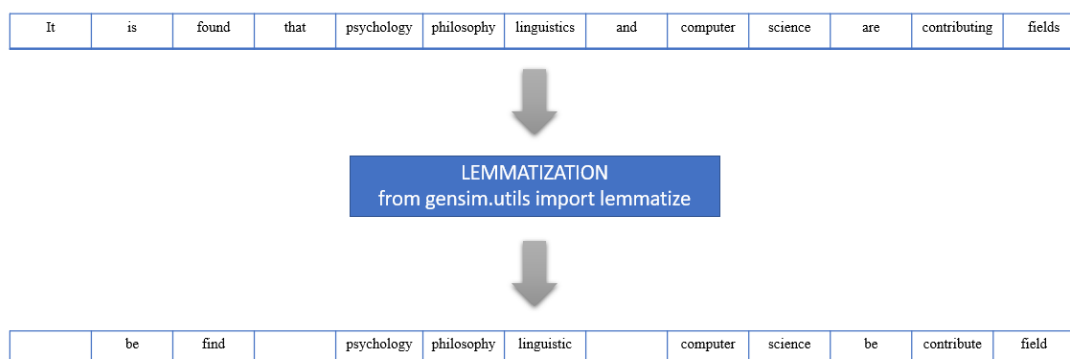 It is found that psychology philosophy linguistics and computer science are contributing fields
LEMMATIZATION
from gensim.utils import lemmatize
be find psychology philosophy linguistic computer science be contribute field